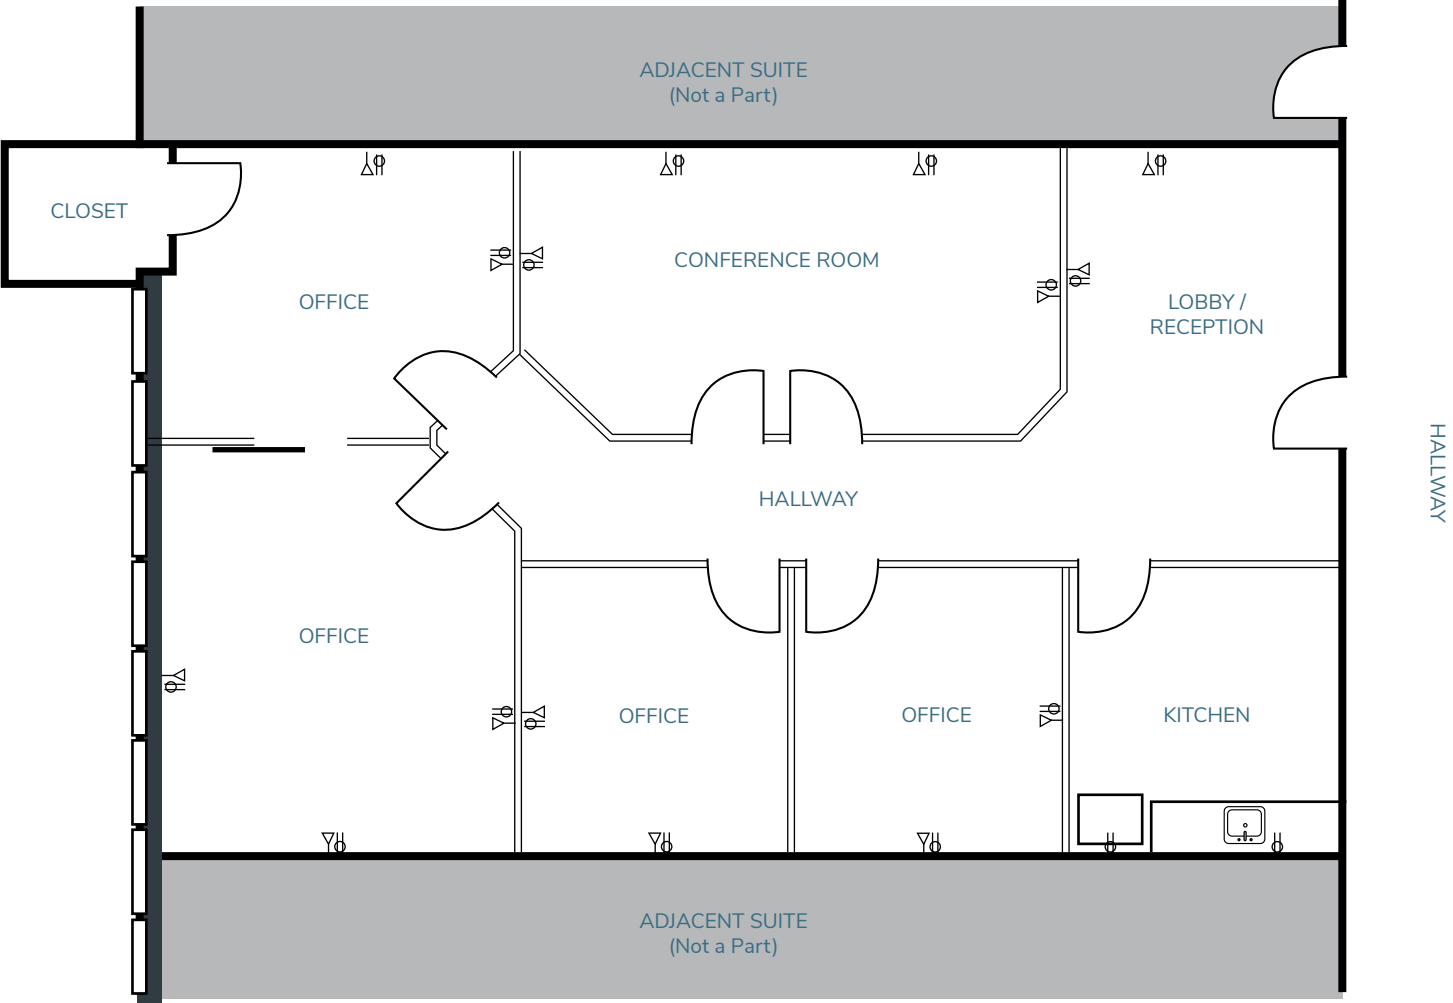 ADJACENT SUITE
(Not a Part)
CLOSET
CONFERENCE ROOM
OFFICE
LOBBY /
RECEPTION
HALLWAY
HALLWAY
OFFICE
OFFICE
OFFICE
KITCHEN
ADJACENT SUITE
(Not a Part)